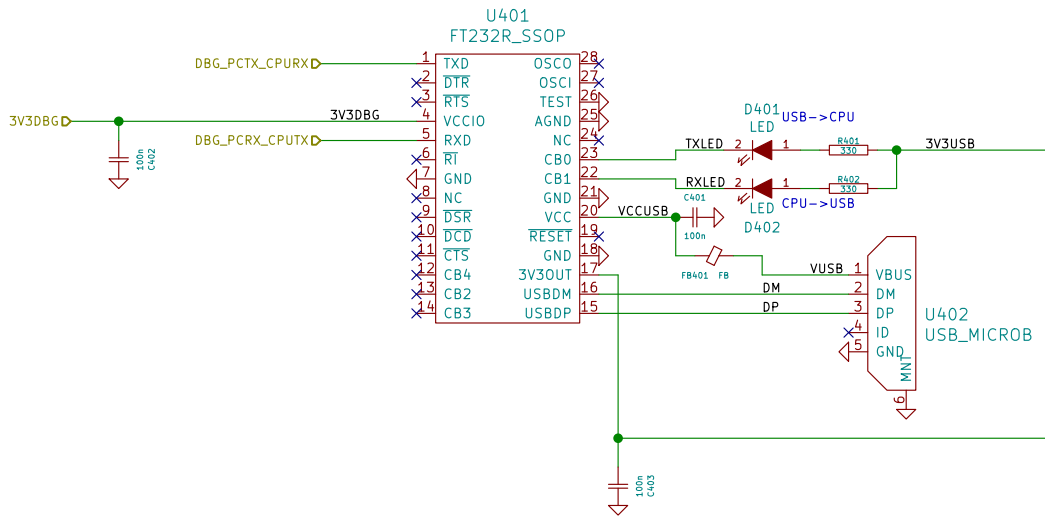 U401
FT232R_SSOP
DBG_PCTX_CPURX
3V3DBG
3V3DBG
DBG_PCRX_CPUTX
100n
C402
1 TXD
2 DTR
3 RTS
4 VCCIO
5 RXD
6 RI
7 GND
8 NC
9 DSR
10 DCD
11 CTS
12 CB4
13 CB2
14 CB3
OSCO 28
OSCI 27
TEST 26
AGND 25
NC 24
CB0 23
CB1 22
GND 21
VCC 20
RESET 19
GND 18
3V3OUT 17
USBDM 16
USBDP 15
D401
LED
USB->CPU
TXLED 2 1
R401
330
3V3USB
RXLED 2 1
R402
330
LED
D402
CPU->USB
C401
100n
VCCUSB
FB401 FB
VUSB
DM
DP
1 VBUS
2 DM
3 DP
4 ID
5 GND
MNT
6
U402
USB_MICROB
100n
C403